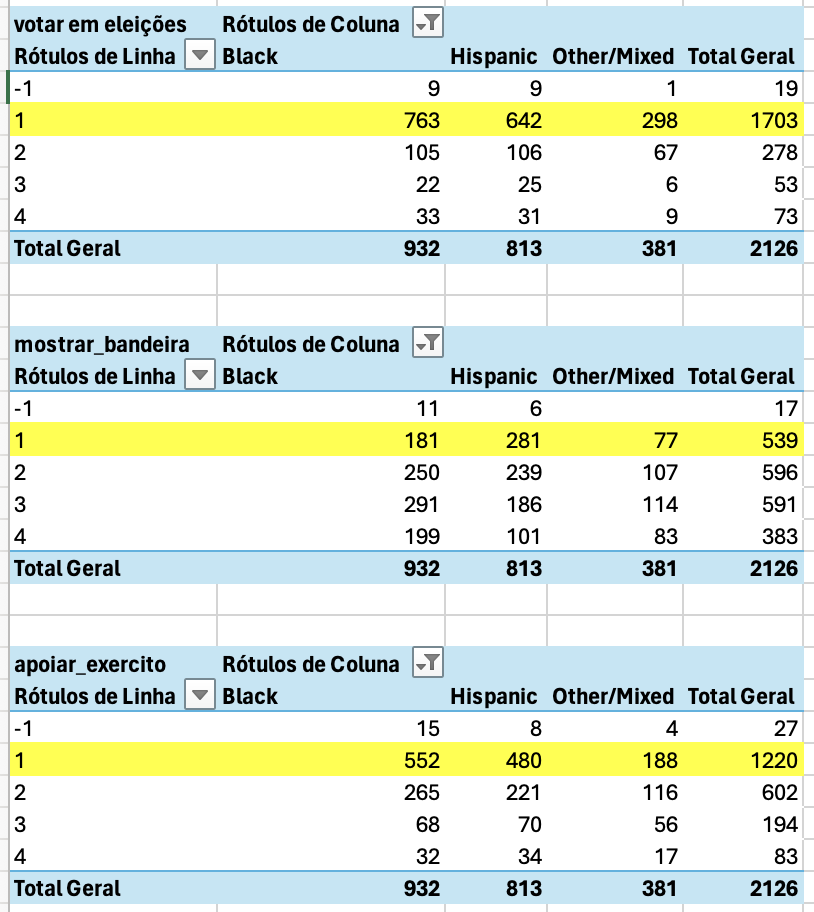 votar em eleições Rótulos de Coluna
Rótulos de Linha Black Hispanic Other/Mixed Total Geral
-1 9 9 1 19
1 763 642 298 1703
2 105 106 67 278
3 22 25 6 53
4 33 31 9 73
Total Geral 932 813 381 2126
mostrar_bandeira Rótulos de Coluna
Rótulos de Linha Black Hispanic Other/Mixed Total Geral
-1 11 6 17
1 181 281 77 539
2 250 239 107 596
3 291 186 114 591
4 199 101 83 383
Total Geral 932 813 381 2126
apoiar_exercito Rótulos de Coluna
Rótulos de Linha Black Hispanic Other/Mixed Total Geral
-1 15 8 4 27
1 552 480 188 1220
2 265 221 116 602
3 68 70 56 194
4 32 34 17 83
Total Geral 932 813 381 2126